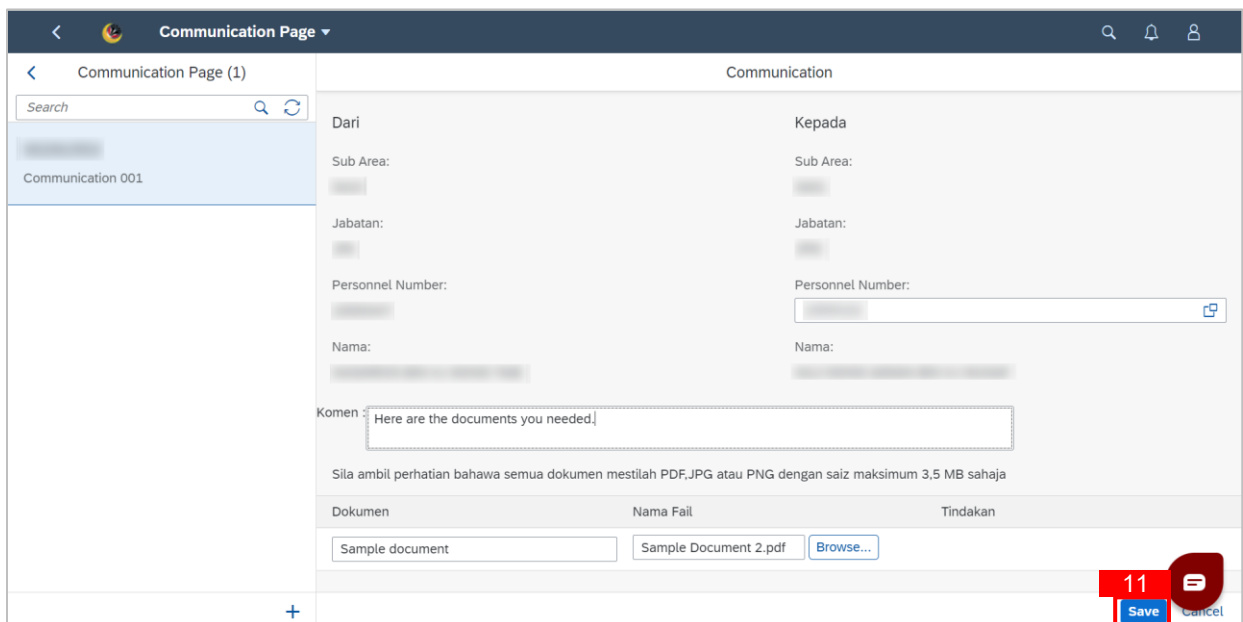 Communication Page
Communication Page (1)
Communication
Search
Communication 001
Dari
Kepada
Sub Area:
Sub Area:
Jabatan:
Jabatan:
Personnel Number:
Personnel Number:
Nama:
Nama:
Komen :
Here are the documents you needed.
Sila ambil perhatian bahawa semua dokumen mestilah PDF,JPG atau PNG dengan saiz maksimum 3,5 MB sahaja
Dokumen Nama Fail Tindakan
Sample document Sample Document 2.pdf Browse...
11
Save Cancel